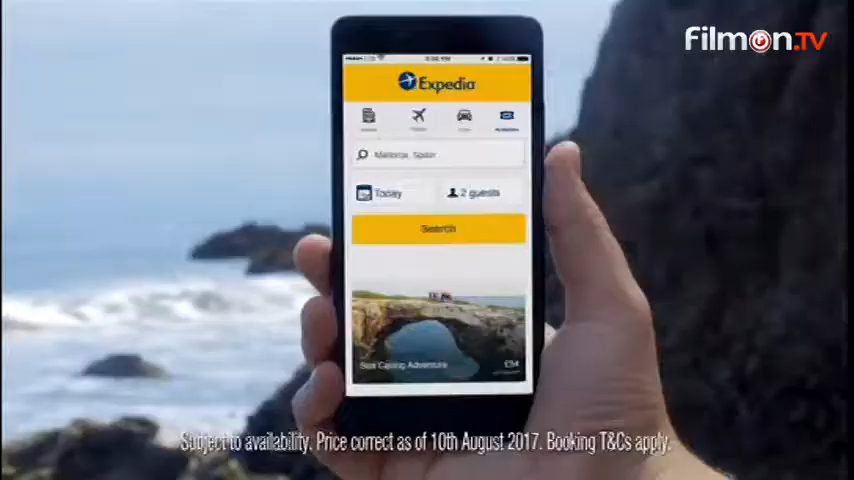 Filmon.TV
Expedia
Mallorca, Spain
Today
2 guests
Search
Sea Caving Adventure
£54
Subject to availability. Price correct as of 10th August 2017. Booking T&Cs apply.